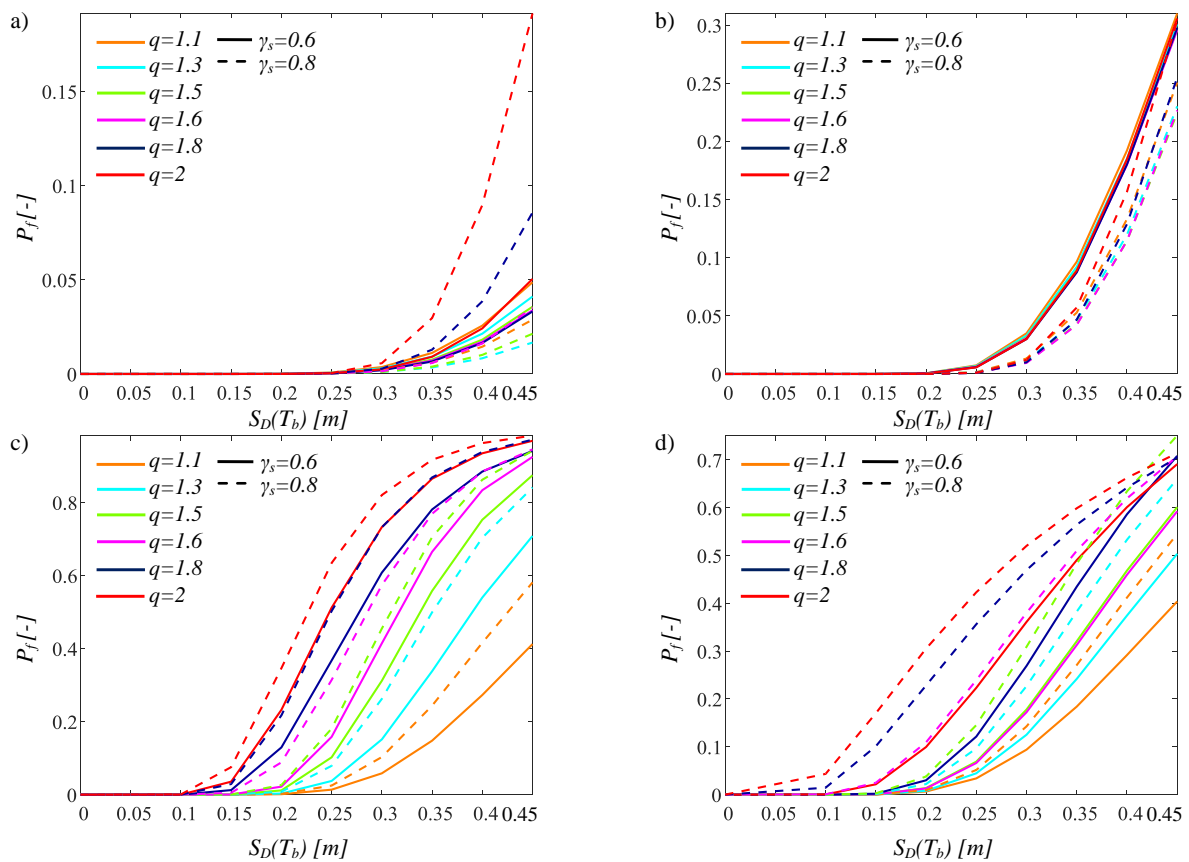 a)
q=1.1 γs=0.6
q=1.3 γs=0.8
q=1.5
q=1.6
q=1.8
q=2
0.15
0.1
0.05
0
Pf[-]
0 0.05 0.1 0.15 0.2 0.25 0.3 0.35 0.4 0.45
SD(Tb) [m]
b)
q=1.1 γs=0.6
q=1.3 γs=0.8
q=1.5
q=1.6
q=1.8
q=2
0.3
0.25
0.2
0.15
0.1
0.05
0
Pf[-]
0 0.05 0.1 0.15 0.2 0.25 0.3 0.35 0.4 0.45
SD(Tb) [m]
c)
q=1.1 γs=0.6
q=1.3 γs=0.8
q=1.5
q=1.6
q=1.8
q=2
0.8
0.6
0.4
0.2
0
Pf[-]
0 0.05 0.1 0.15 0.2 0.25 0.3 0.35 0.4 0.45
SD(Tb) [m]
d)
q=1.1 γs=0.6
q=1.3 γs=0.8
q=1.5
q=1.6
q=1.8
q=2
0.7
0.6
0.5
0.4
0.3
0.2
0.1
0
Pf[-]
0 0.05 0.1 0.15 0.2 0.25 0.3 0.35 0.4 0.45
SD(Tb) [m]